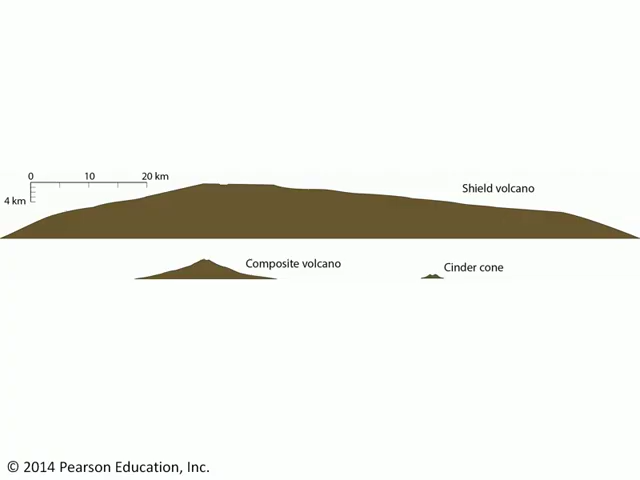 0 10 20 km
4 km
Shield volcano
Composite volcano
Cinder cone
© 2014 Pearson Education, Inc.